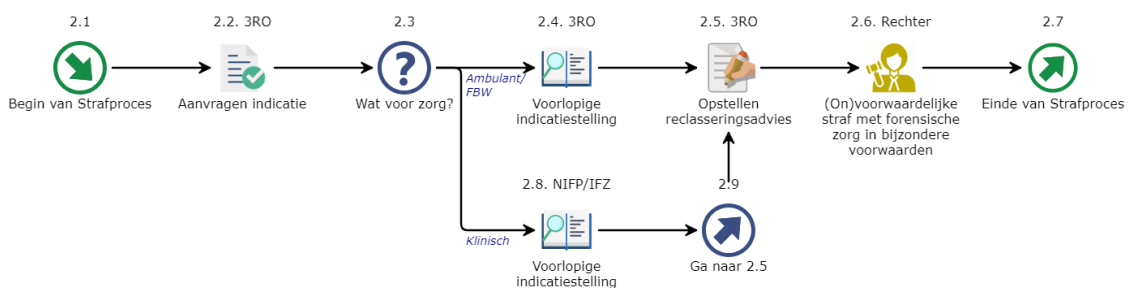 2.1
2.2. 3RO
2.3
2.4. 3RO
2.5. 3RO
2.6. Rechter
2.7
Ambulant/
FBW
Begin van Strafproces
Aanvragen indicatie
Wat voor zorg?
Voorlopige
indicatiestelling
Opstellen
reclasseringsadvies
(On)voorwaardelijke
straf met forensische
zorg in bijzondere
voorwaarden
Einde van Strafproces
2.8. NIFP/IFZ
2.9
Klinisch
Voorlopige
indicatiestelling
Ga naar 2.5